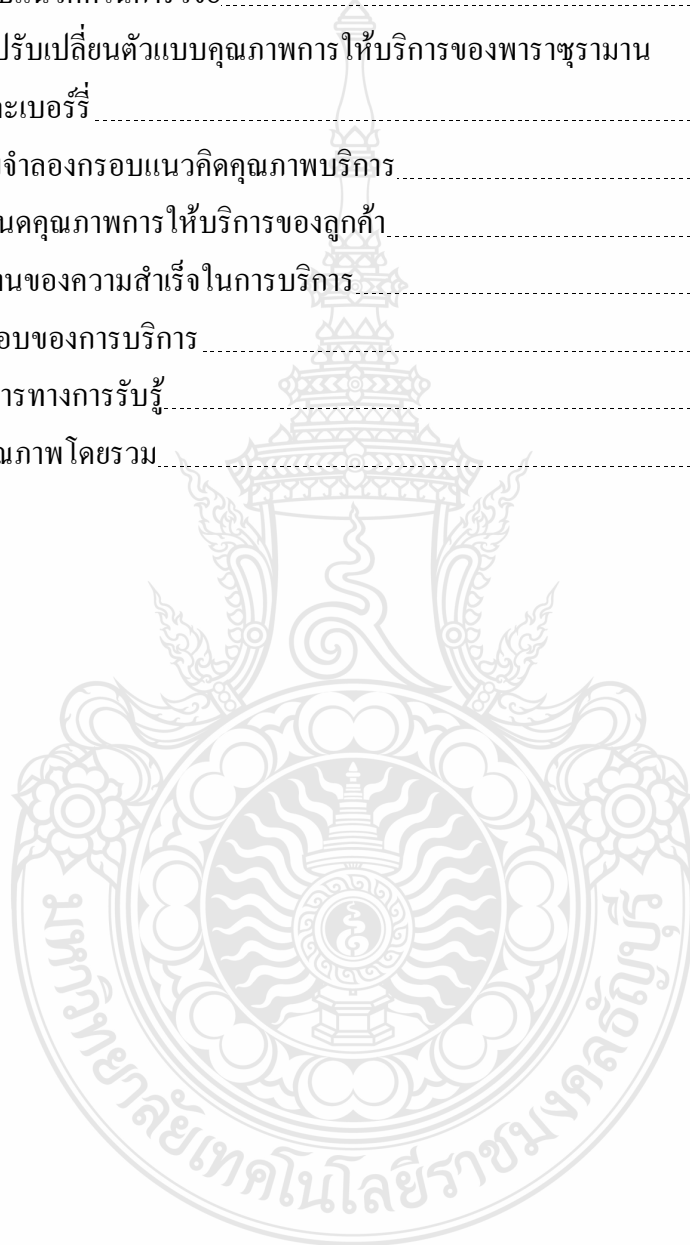 ปรับเปลี่ยนตัวแบบคุณภาพการให้บริการของพาราซุรามาน
ะเบอร์รี่
จำลองกรอบแนวคิดคุณภาพบริการ
นดคุณภาพการให้บริการของลูกค้า
านของความสำเร็จในการบริการ
อบของการบริการ
ารทางการรับรู้
ณภาพโดยรวม
มหาวิทยาลัยเทคโนโลยีราชมงคลธัญบุรี